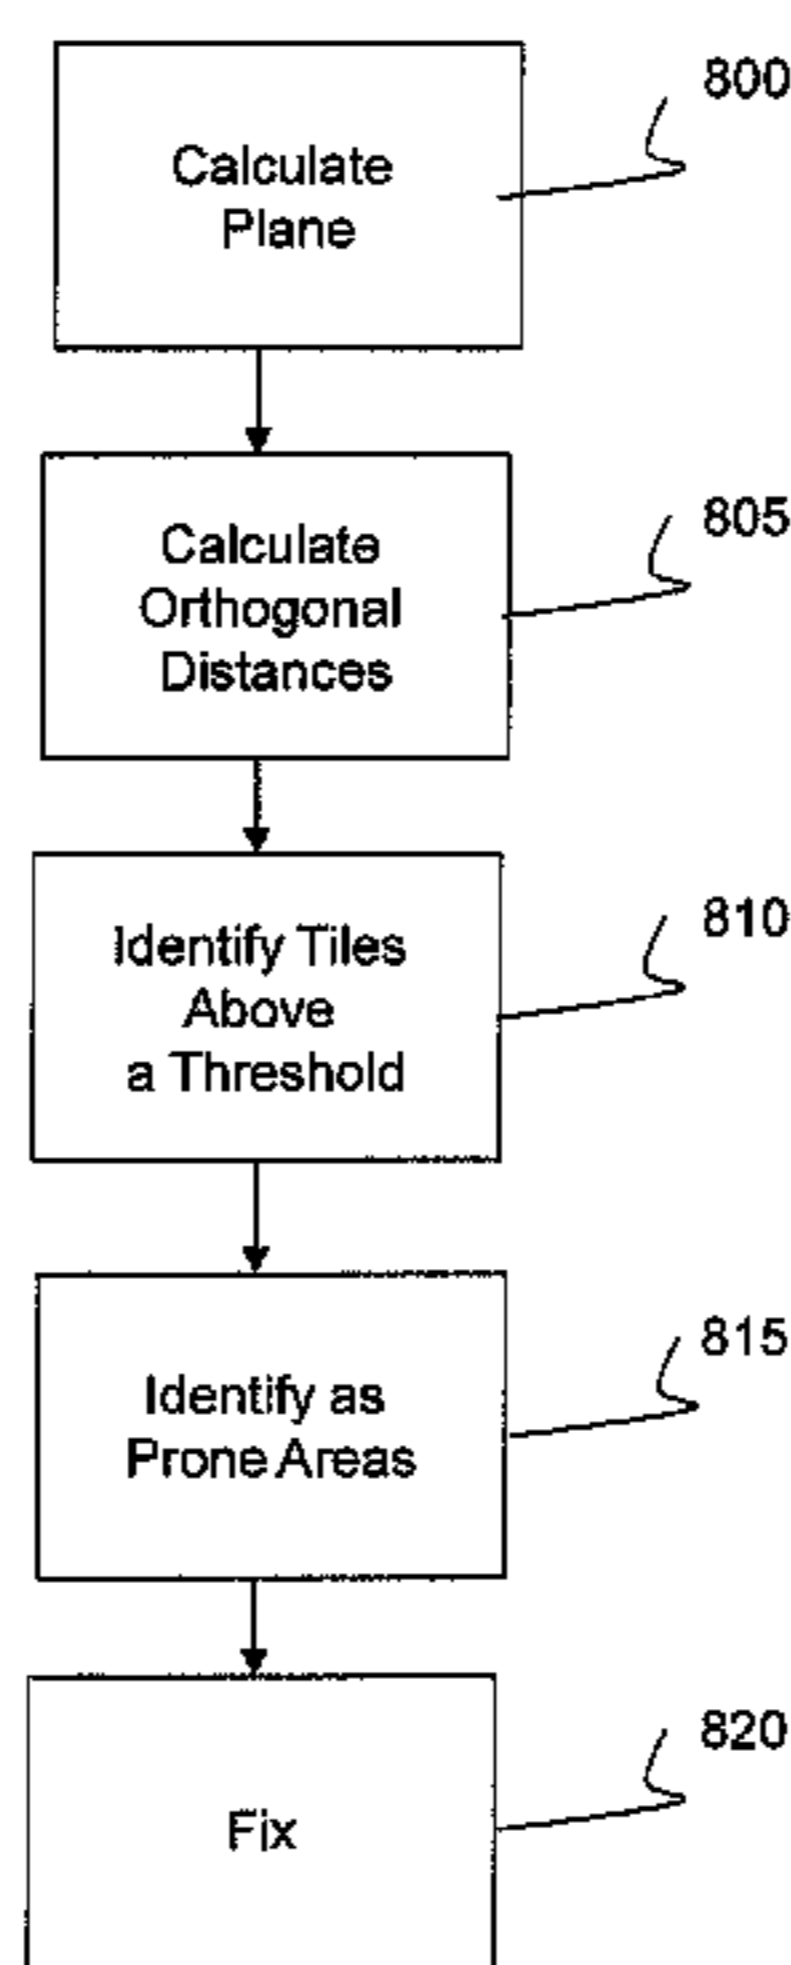 Calculate
Plane
800
Calculate
Orthogonal
Distances
805
Identify Tiles
Above
a Threshold
810
Identify as
Prone Areas
815
Fix
820